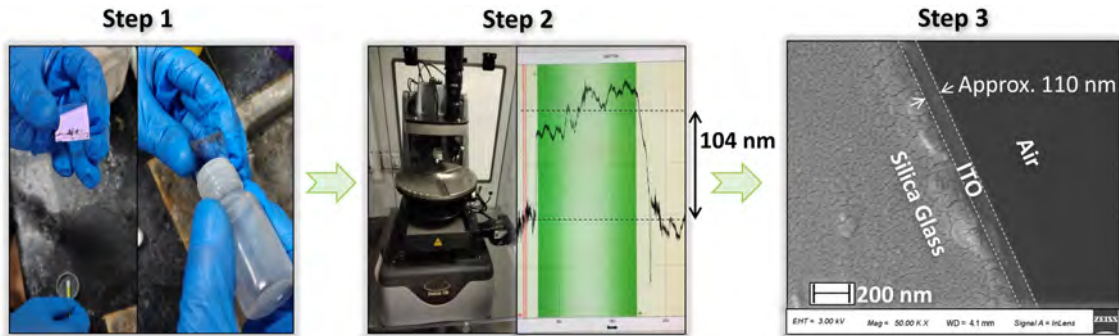 Step 1
Step 2
Step 3
104 nm
Approx. 110 nm
Air
ITO
Silica Glass
200 nm
EHT = 3.00 kV
Mag = 50.00 K X
WD = 4.1 mm
Signal A = InLens
ZEISS